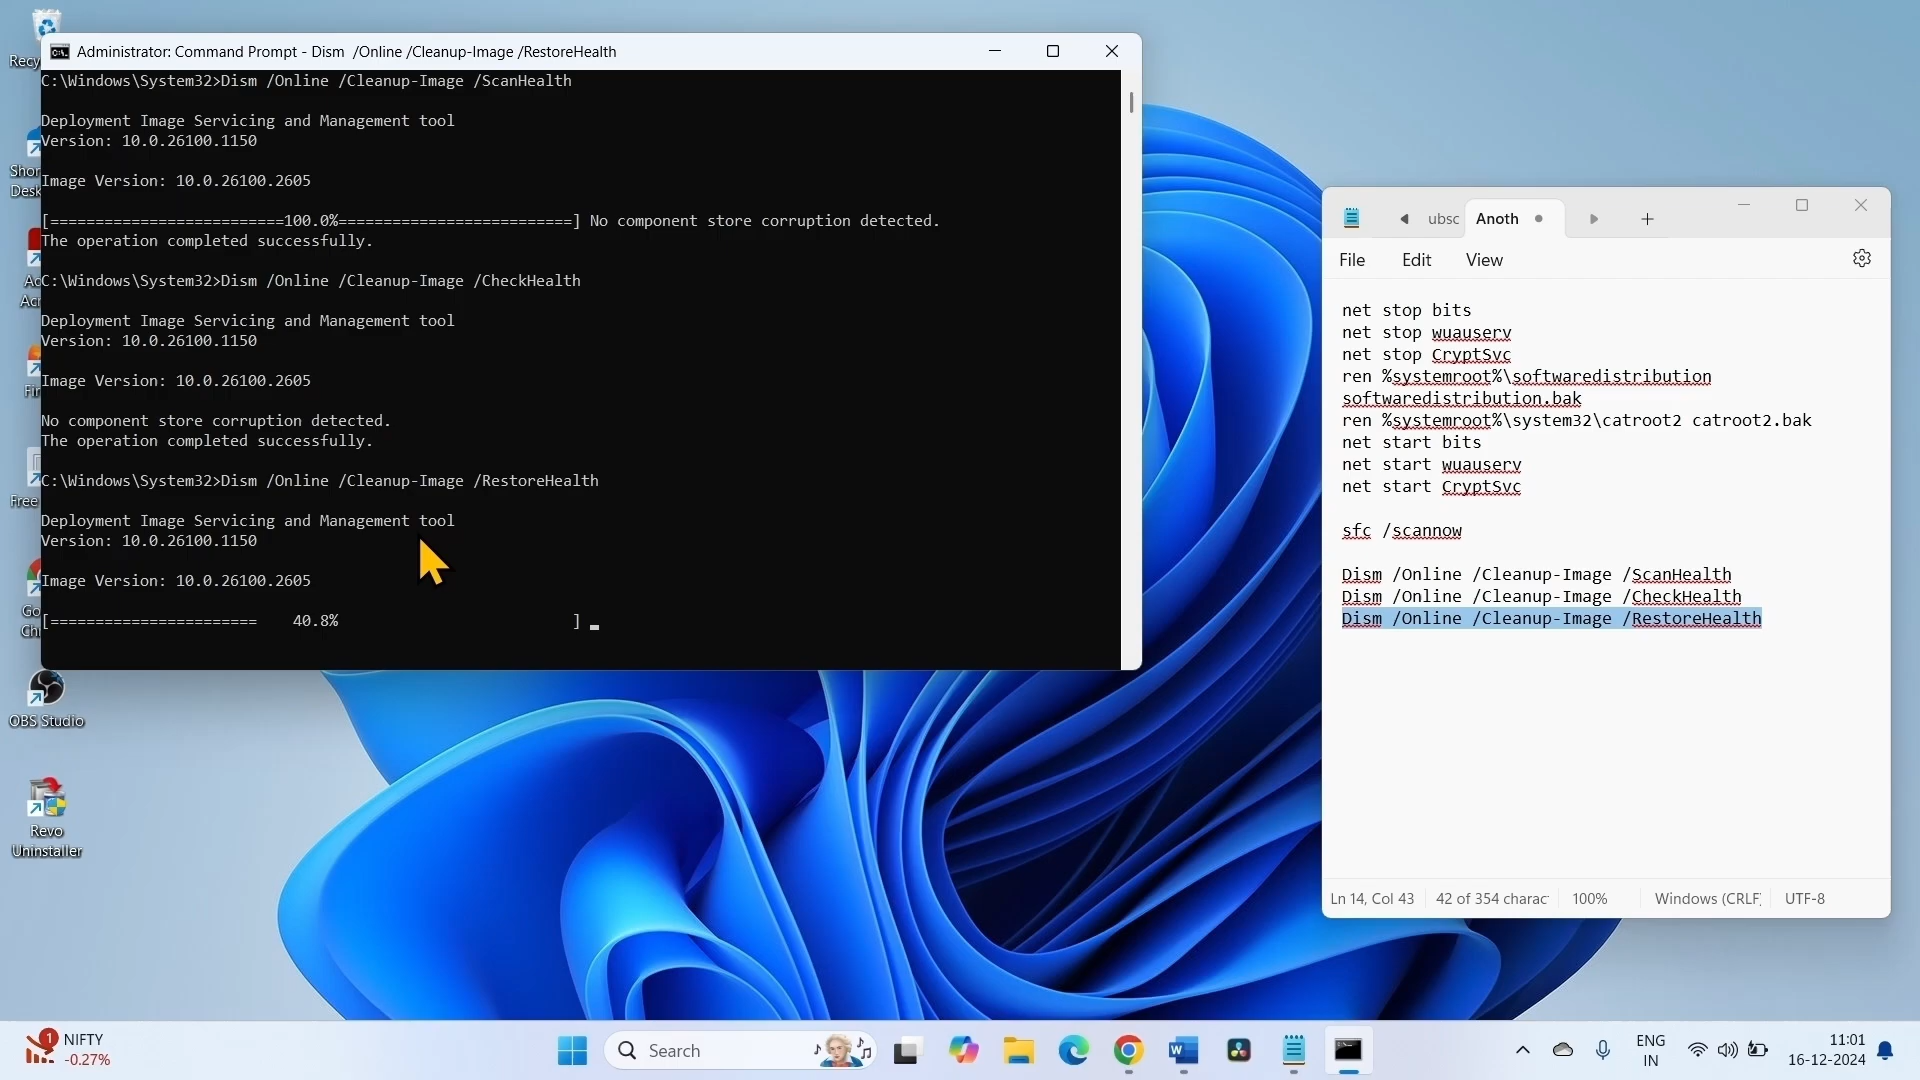 Administrator: Command Prompt - Dism  /Online /Cleanup-Image /RestoreHealth
C:\Windows\System32>Dism /Online /Cleanup-Image /ScanHealth
Deployment Image Servicing and Management tool
Version: 10.0.26100.1150
Image Version: 10.0.26100.2605
[==========================100.0%==========================] No component store corruption detected.
The operation completed successfully.
C:\Windows\System32>Dism /Online /Cleanup-Image /CheckHealth
Deployment Image Servicing and Management tool
Version: 10.0.26100.1150
Image Version: 10.0.26100.2605
No component store corruption detected.
The operation completed successfully.
C:\Windows\System32>Dism /Online /Cleanup-Image /RestoreHealth
Deployment Image Servicing and Management tool
Version: 10.0.26100.1150
Image Version: 10.0.26100.2605
[=======================    40.8%                          ]
OBS Studio
Revo
Uninstaller
ubsc
Anoth
File
Edit
View
net stop bits
net stop wuauserv
net stop CryptSvc
ren %systemroot%\softwaredistribution
softwaredistribution.bak
ren %systemroot%\system32\catroot2 catroot2.bak
net start bits
net start wuauserv
net start CryptSvc
sfc /scannow
Dism /Online /Cleanup-Image /ScanHealth
Dism /Online /Cleanup-Image /CheckHealth
Dism /Online /Cleanup-Image /RestoreHealth
Ln 14, Col 43
42 of 354 charac
100%
Windows (CRLF
UTF-8
1
NIFTY
-0.27%
Search
ENG
IN
11:01
16-12-2024